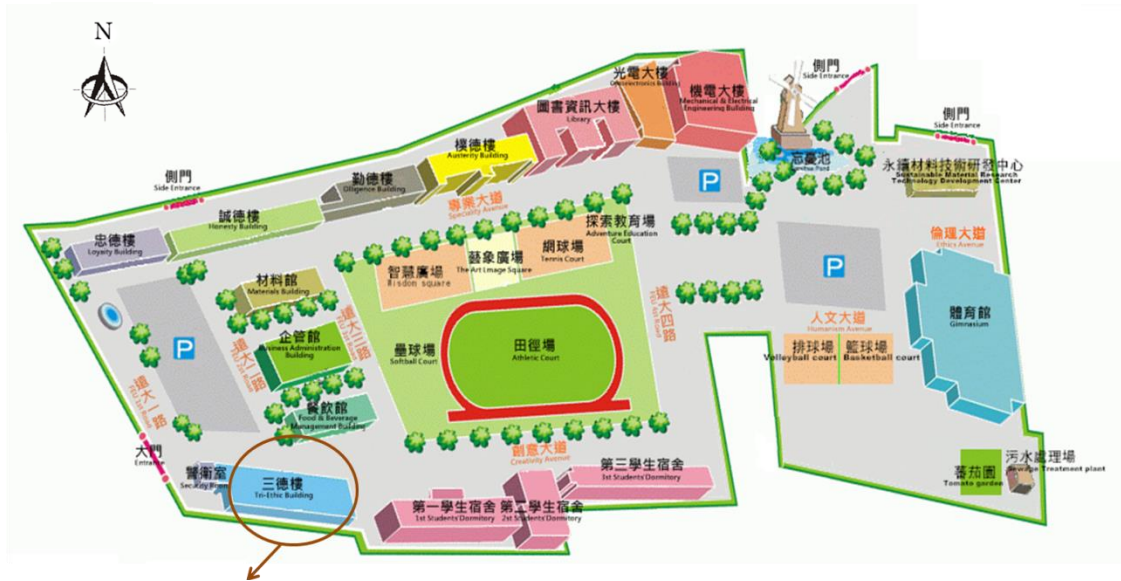 N
側門
Side Entrance
光電大樓
Optoelectronics Building
機電大樓
Mechanical & Electrical
Engineering Building
圖書資訊大樓
Library
側門
Side Entrance
樸德樓
Austerity Building
忘憂池
永續材料技術研發中心
Sustainable Material Research
Technology Development Center
勤德樓
Diligence Building
側門
Side Entrance
P
專業大道
Speciality Avenue
誠德樓
Honesty Building
探索教育場
Adventure Education
Court
忠德樓
Loyalty Building
網球場
Tennis Court
藝象廣場
The Art Image Square
智慧廣場
Wisdom square
倫理大道
Ethics Avenue
P
材料館
Materials Building
遠大四路
體育館
Gimnasium
人文大道
Humanism Avenue
企管館
Business Administration
Building
遠大三路
壘球場
Softball Court
田徑場
Athletic Court
排球場
Volleyball court
籃球場
Basketball court
P
遠大二路
遠大一路
餐飲館
Food & Beverage
Management Building
大門
Entrance
創意大道
Creativity Avenue
警衛室
三德樓
Tri-Ethic Building
第三學生宿舍
1st Students'Dormitory
污水處理場
Sewage Treatment plant
蕃茄園
Tomato garden
第一學生宿舍
1st Students'Dormitory
第二學生宿舍
2st Students'Dormitory